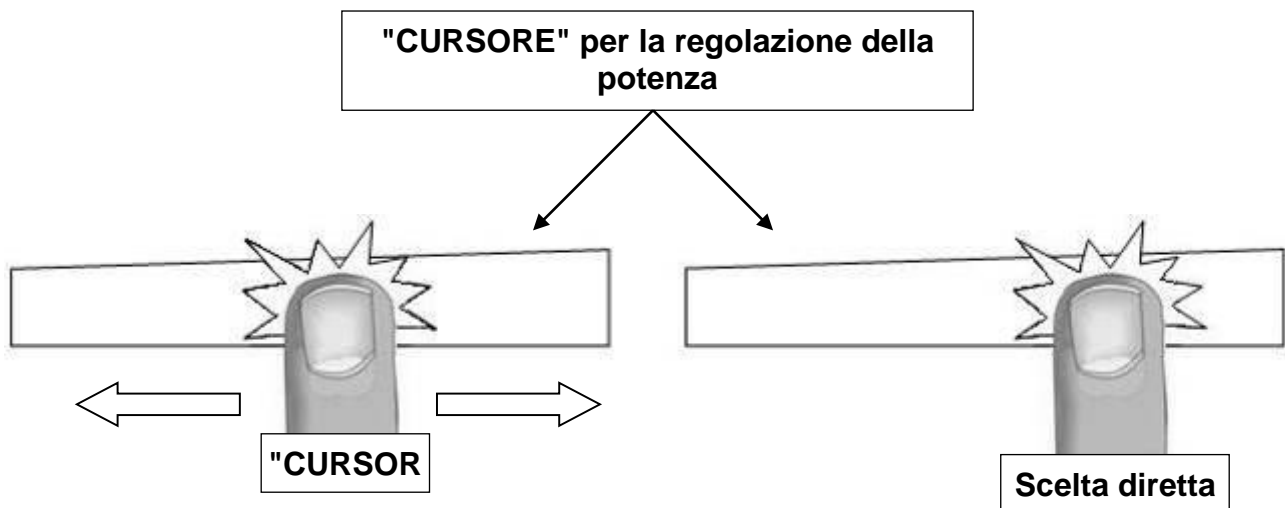 "CURSORE" per la regolazione della
potenza
"CURSOR
Scelta diretta